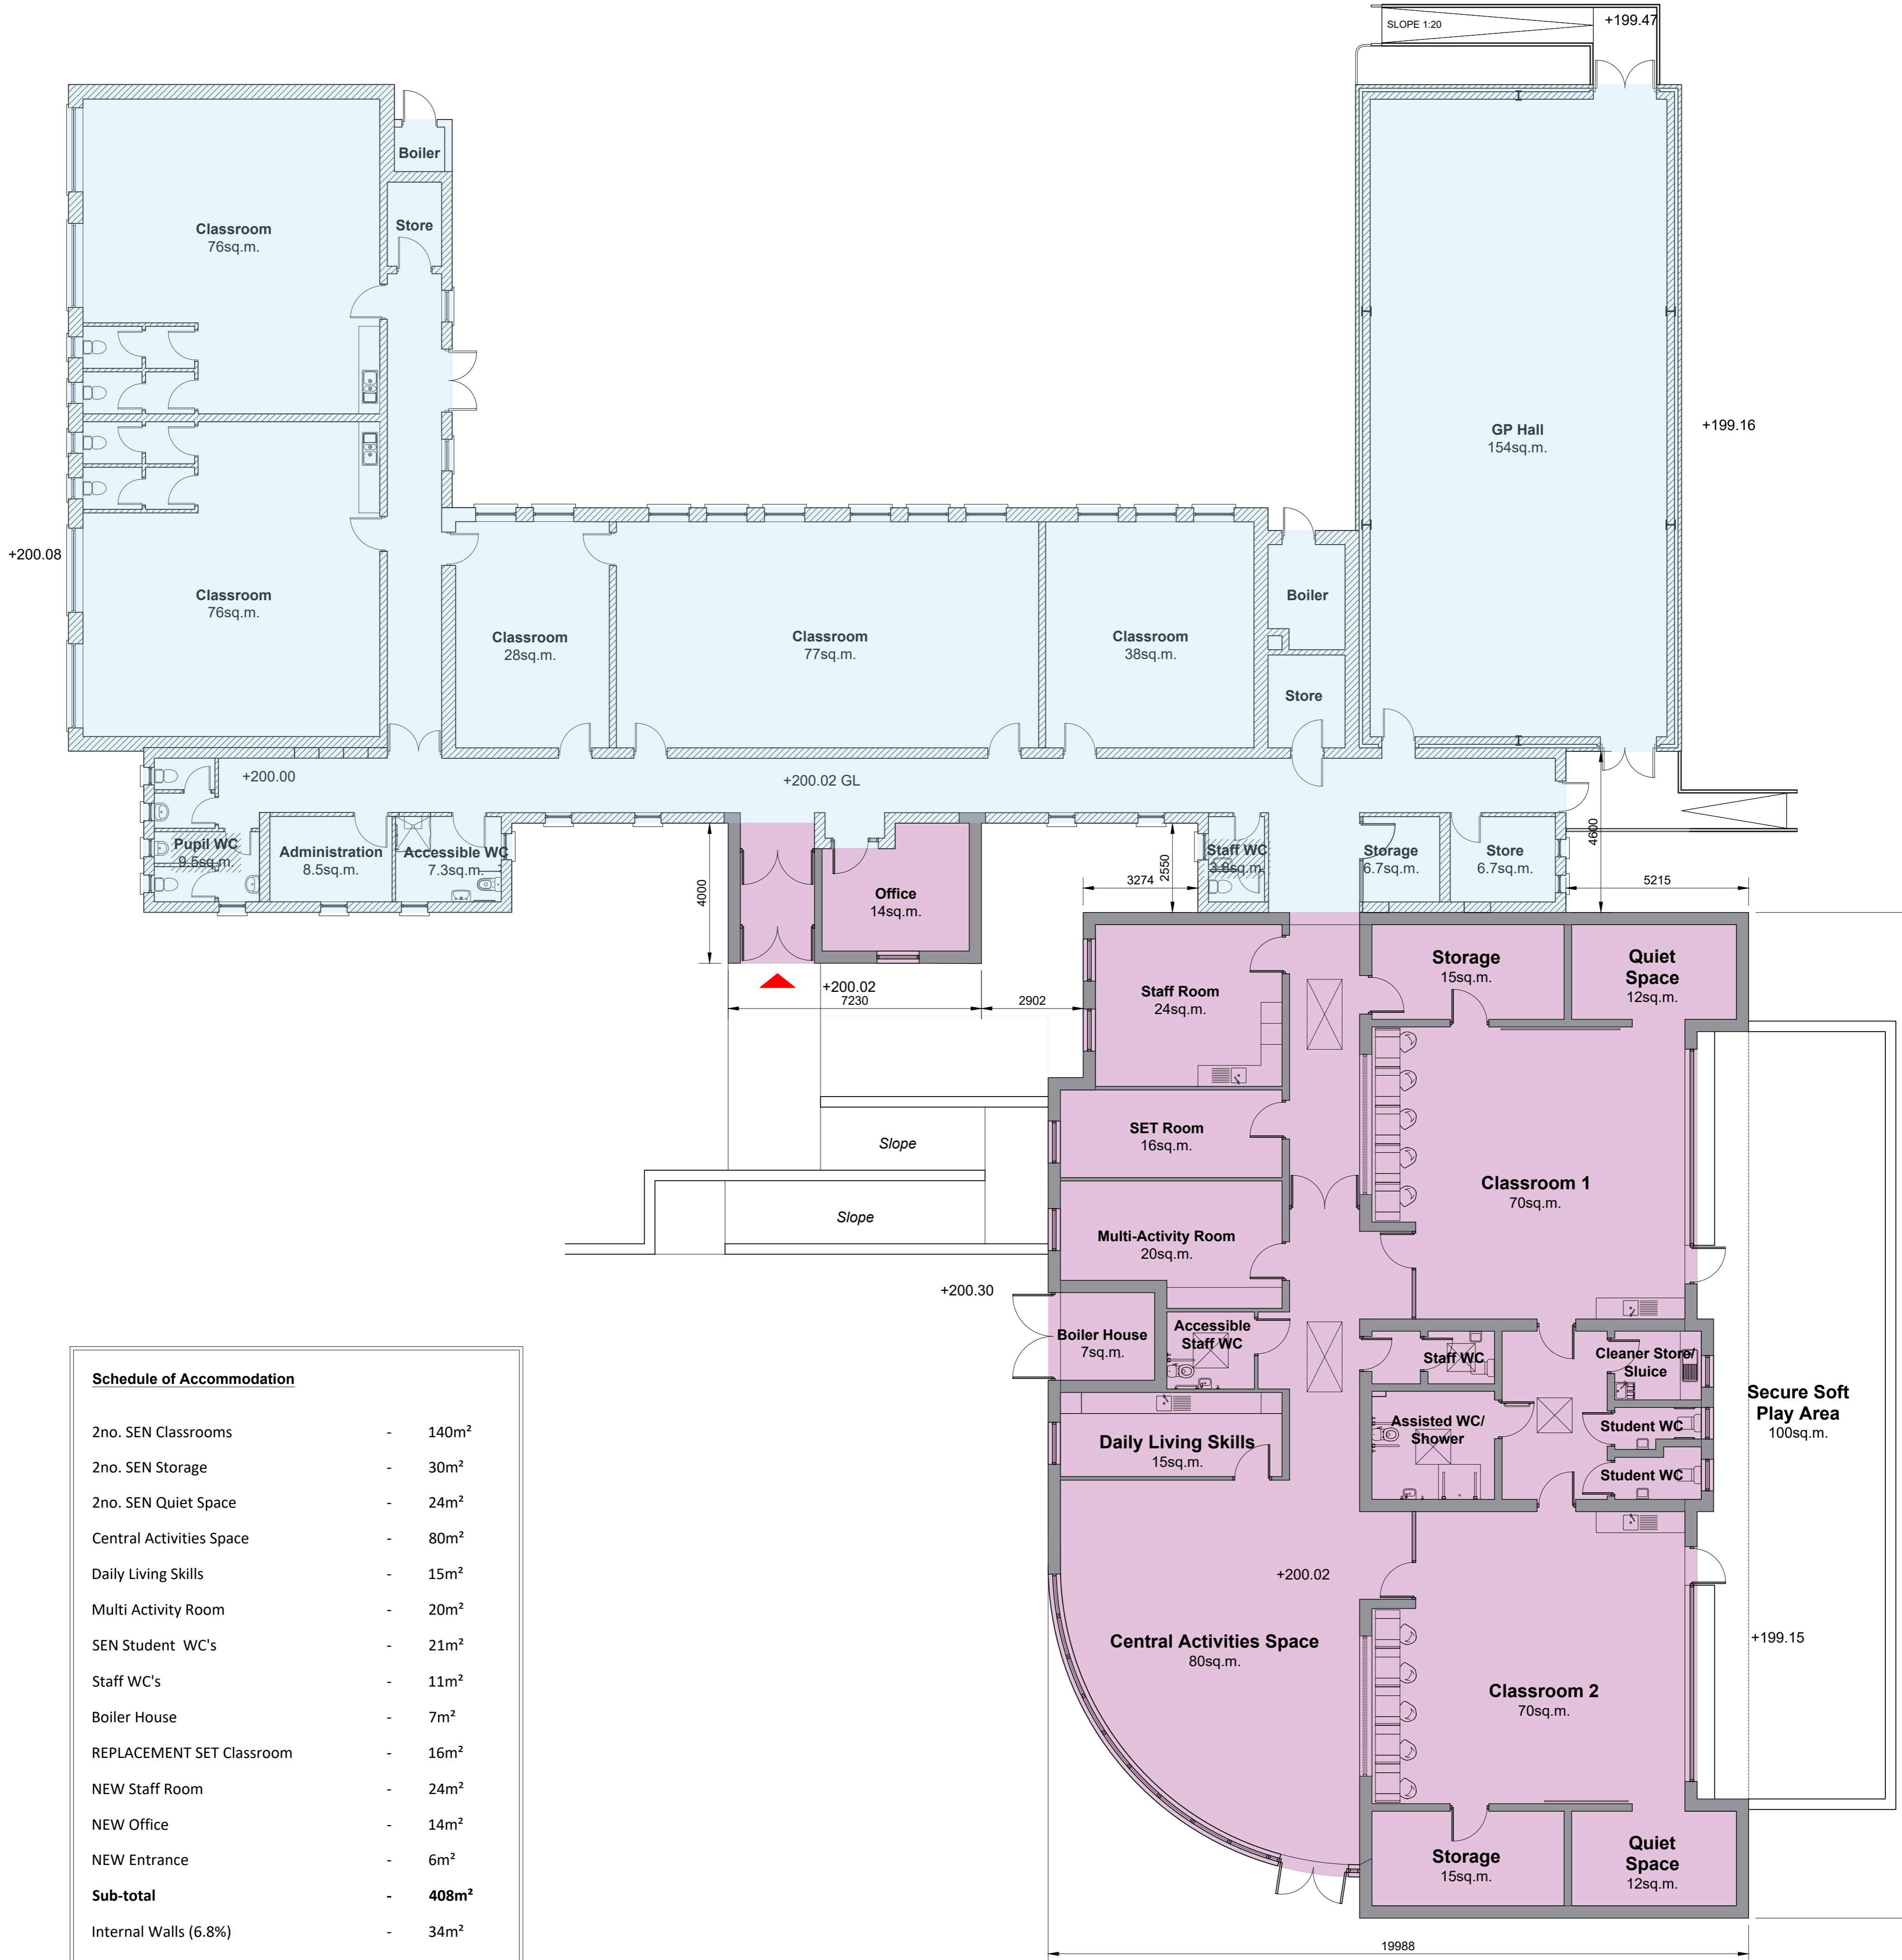 SLOPE 1:20
+199.47
Boiler
Store
Classroom
76sq.m.
GP Hall
154sq.m.
+199.16
+200.08
Classroom
76sq.m.
Classroom
28sq.m.
Classroom
77sq.m.
Classroom
38sq.m.
Boiler
Store
+200.00
+200.02 GL
Pupil WC
9.5sq.m.
Administration
8.5sq.m.
Accessible WC
7.3sq.m.
4000
Office
14sq.m.
3274
2550
Staff WC
3.8sq.m.
Storage
6.7sq.m.
Store
6.7sq.m.
4600
5215
+200.02
7230
2902
Staff Room
24sq.m.
Storage
15sq.m.
Quiet
Space
12sq.m.
SET Room
16sq.m.
Slope
Slope
Classroom 1
70sq.m.
Multi-Activity Room
20sq.m.
+200.30
Boiler House
7sq.m.
Accessible
Staff WC
Staff WC
Cleaner Store/
Sluice
Secure Soft
Play Area
100sq.m.
Assisted WC/
Shower
Student WC
Student WC
Daily Living Skills
15sq.m.
+200.02
Central Activities Space
80sq.m.
+199.15
Classroom 2
70sq.m.
Storage
15sq.m.
Quiet
Space
12sq.m.
19988
Schedule of Accommodation
2no. SEN Classrooms - 140m²
2no. SEN Storage - 30m²
2no. SEN Quiet Space - 24m²
Central Activities Space - 80m²
Daily Living Skills - 15m²
Multi Activity Room - 20m²
SEN Student WC's - 21m²
Staff WC's - 11m²
Boiler House - 7m²
REPLACEMENT SET Classroom - 16m²
NEW Staff Room - 24m²
NEW Office - 14m²
NEW Entrance - 6m²
Sub-total - 408m²
Internal Walls (6.8%) - 34m²